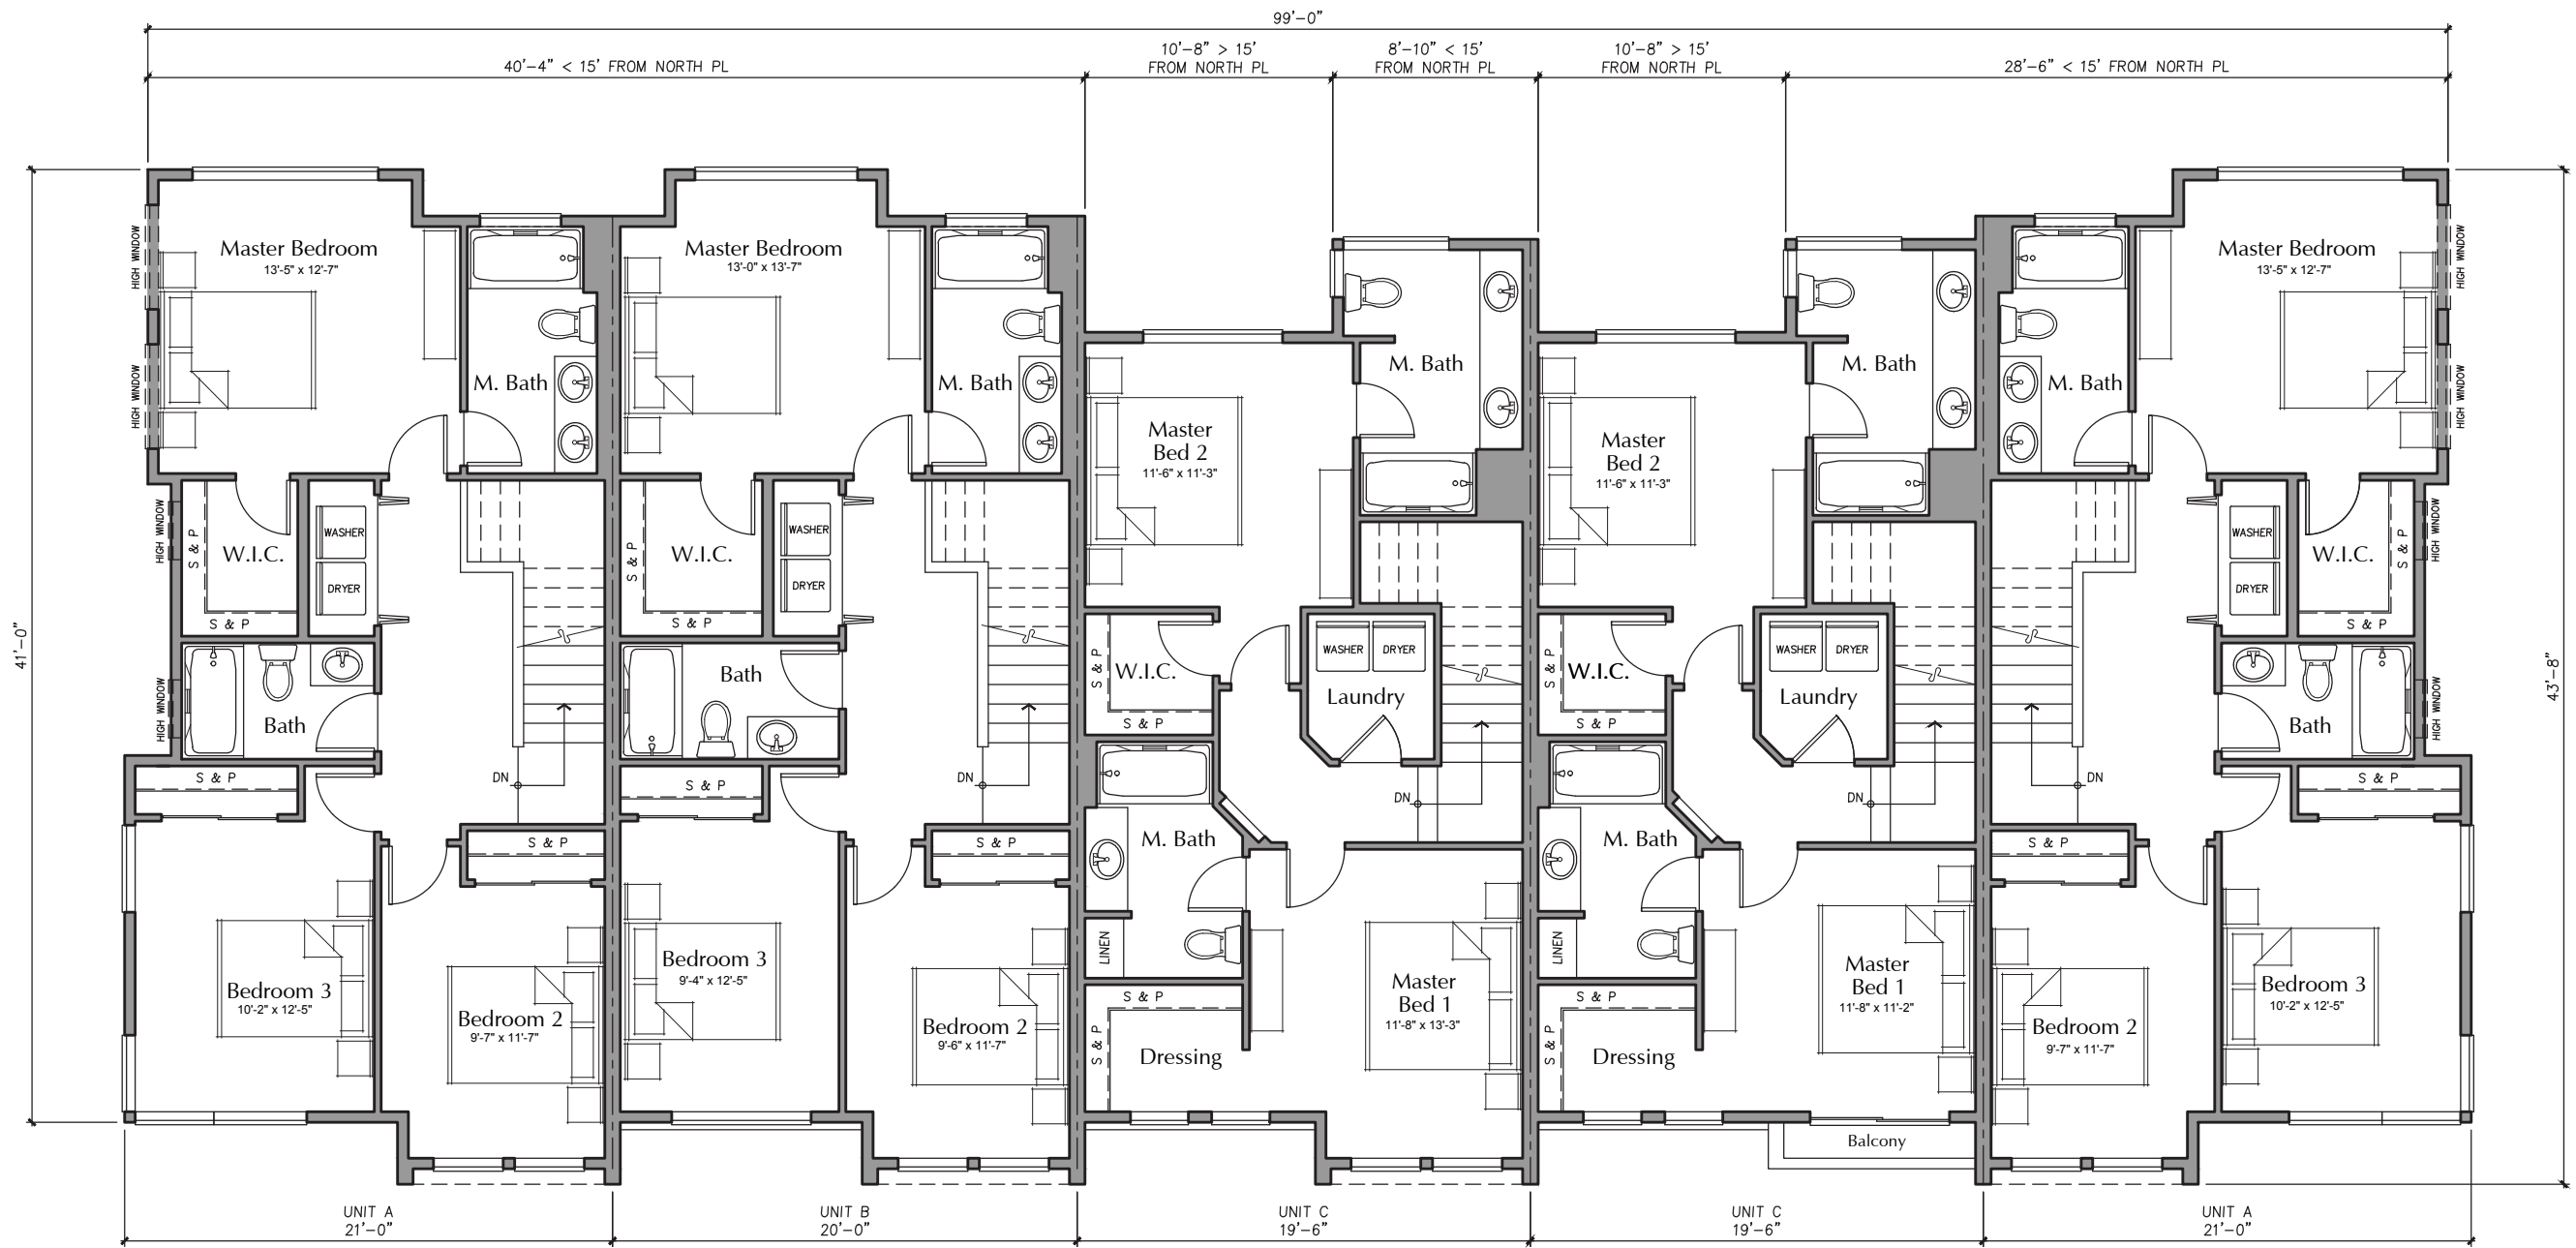 99'-0"
40'-4" < 15' FROM NORTH PL
10'-8" > 15'
FROM NORTH PL
8'-10" < 15'
FROM NORTH PL
10'-8" > 15'
FROM NORTH PL
28'-6" < 15' FROM NORTH PL
41'-0"
43'-8"
HIGH WINDOW
HIGH WINDOW
HIGH WINDOW
HIGH WINDOW
Master Bedroom
13'-5" x 12'-7"
M. Bath
W.I.C.
S & P
S & P
WASHER
DRYER
Bath
S & P
DN
S & P
Bedroom 3
10'-2" x 12'-5"
Bedroom 2
9'-7" x 11'-7"
Master Bedroom
13'-0" x 13'-7"
M. Bath
W.I.C.
S & P
S & P
WASHER
DRYER
Bath
S & P
DN
S & P
Bedroom 3
9'-4" x 12'-5"
Bedroom 2
9'-6" x 11'-7"
M. Bath
Master
Bed 2
11'-6" x 11'-3"
W.I.C.
S & P
S & P
WASHER
DRYER
Laundry
DN
M. Bath
LINEN
S & P
S & P
Dressing
Master
Bed 1
11'-8" x 13'-3"
M. Bath
Master
Bed 2
11'-6" x 11'-3"
W.I.C.
S & P
S & P
WASHER
DRYER
Laundry
DN
M. Bath
LINEN
S & P
S & P
Dressing
Master
Bed 1
11'-8" x 11'-2"
Balcony
Master Bedroom
13'-5" x 12'-7"
M. Bath
W.I.C.
S & P
S & P
WASHER
DRYER
Bath
S & P
DN
S & P
Bedroom 2
9'-7" x 11'-7"
Bedroom 3
10'-2" x 12'-5"
HIGH WINDOW
HIGH WINDOW
HIGH WINDOW
HIGH WINDOW
UNIT A
21'-0"
UNIT B
20'-0"
UNIT C
19'-6"
UNIT C
19'-6"
UNIT A
21'-0"